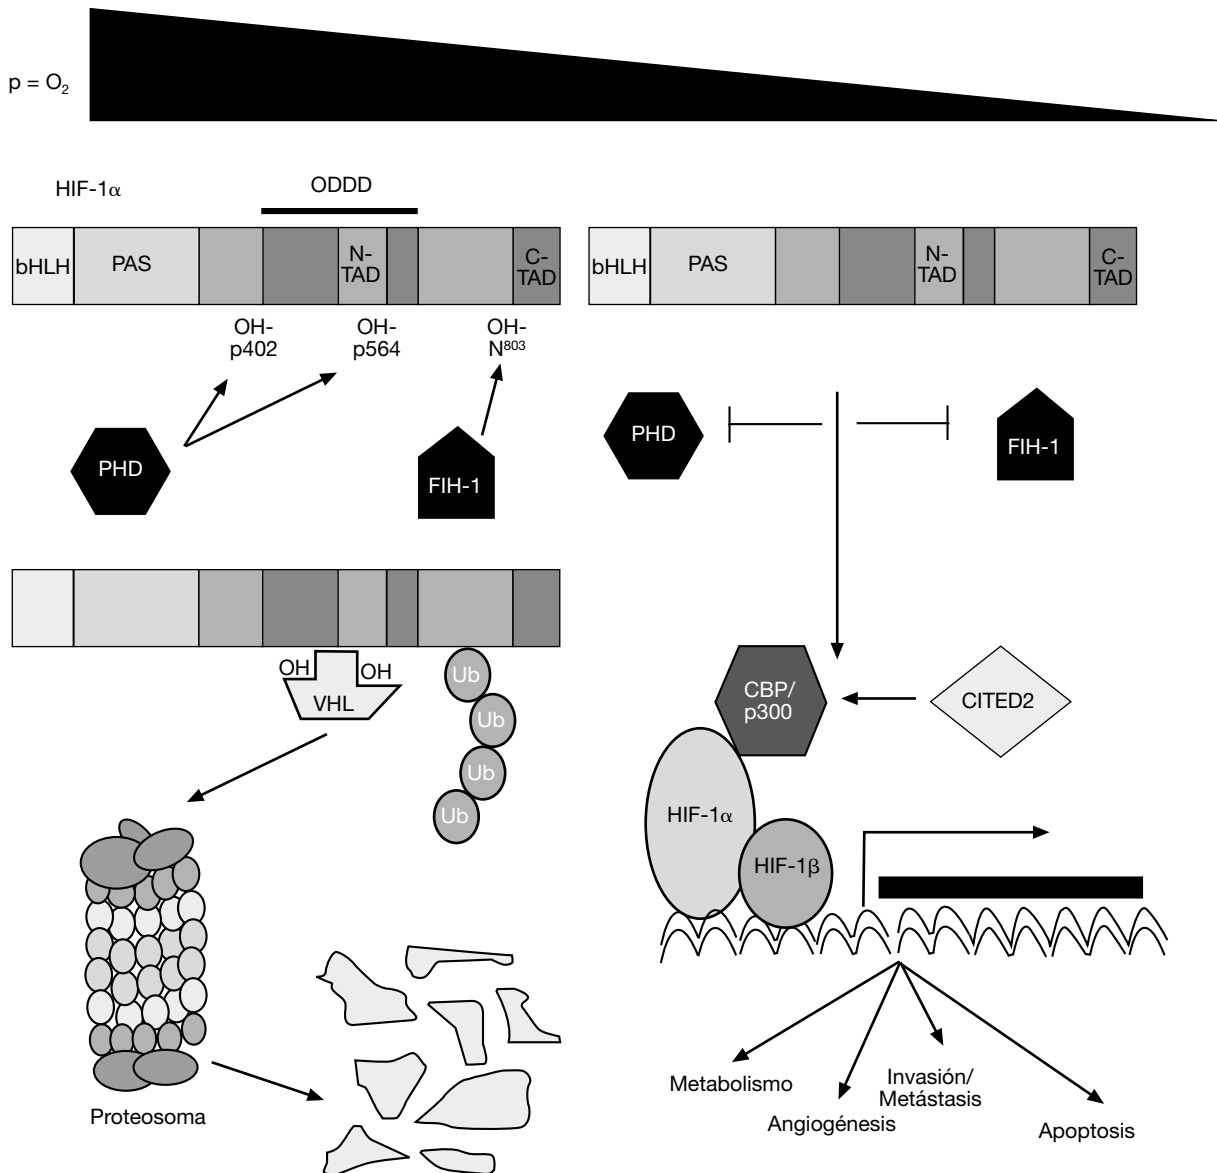 p = O₂
HIF-1α
ODDD
bHLH
PAS
N-
TAD
C-
TAD
bHLH
PAS
N-
TAD
C-
TAD
OH-
p402
OH-
p564
OH-
N⁸⁰³
PHD
FIH-1
PHD
FIH-1
OH
OH
VHL
Ub
Ub
Ub
Ub
CBP/
p300
CITED2
HIF-1α
HIF-1β
Proteosoma
Metabolismo
Angiogénesis
Invasión/
Metástasis
Apoptosis